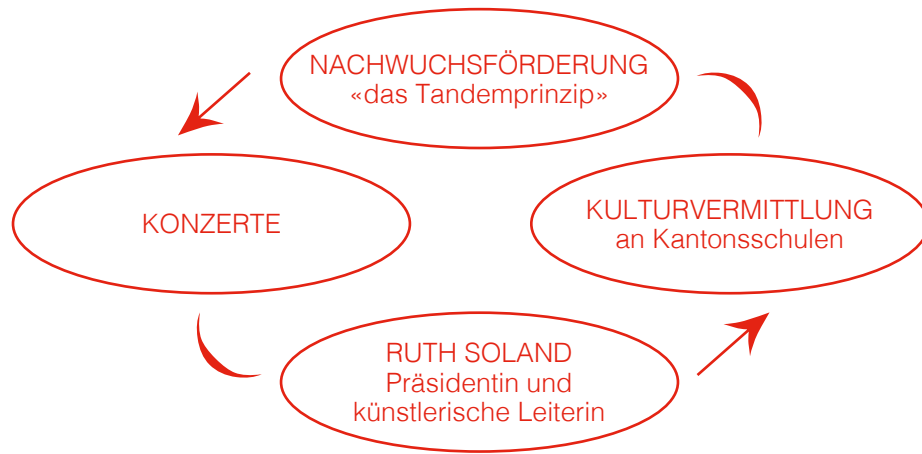 NACHWUCHSFÖRDERUNG
«das Tandemprinzip»
KONZERTE
KULTURVERMITTLUNG
an Kantonsschulen
RUTH SOLAND
Präsidentin und
künstlerische Leiterin